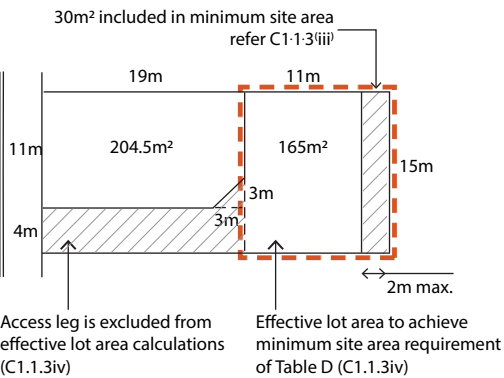 30m² included in minimum site area
refer C1·1·3(iii)
19m
11m
11m
204.5m²
165m²
15m
3m
3m
4m
2m max.
Access leg is excluded from
effective lot area calculations
(C1.1.3iv)
Effective lot area to achieve
minimum site area requirement
of Table D (C1.1.3iv)